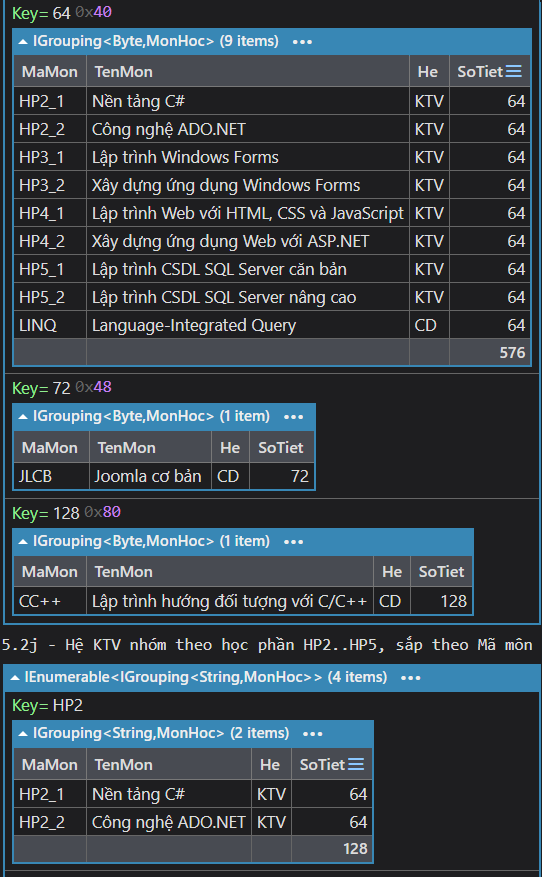 Key= 64 0x40
IGrouping<Byte,MonHoc> (9 items) •••
MaMon TenMon He SoTiet
HP2_1 Nền tảng C# KTV 64
HP2_2 Công nghệ ADO.NET KTV 64
HP3_1 Lập trình Windows Forms KTV 64
HP3_2 Xây dựng ứng dụng Windows Forms KTV 64
HP4_1 Lập trình Web với HTML, CSS và JavaScript KTV 64
HP4_2 Xây dựng ứng dụng Web với ASP.NET KTV 64
HP5_1 Lập trình CSDL SQL Server căn bản KTV 64
HP5_2 Lập trình CSDL SQL Server nâng cao KTV 64
LINQ Language-Integrated Query CD 64
576
Key= 72 0x48
IGrouping<Byte,MonHoc> (1 item) •••
MaMon TenMon He SoTiet
JLCB Joomla cơ bản CD 72
Key= 128 0x80
IGrouping<Byte,MonHoc> (1 item) •••
MaMon TenMon He SoTiet
CC++ Lập trình hướng đối tượng với C/C++ CD 128
5.2j - Hệ KTV nhóm theo học phần HP2..HP5, sắp theo Mã môn
IEnumerable<IGrouping<String,MonHoc>> (4 items) •••
Key= HP2
IGrouping<String,MonHoc> (2 items) •••
MaMon TenMon He SoTiet
HP2_1 Nền tảng C# KTV 64
HP2_2 Công nghệ ADO.NET KTV 64
128